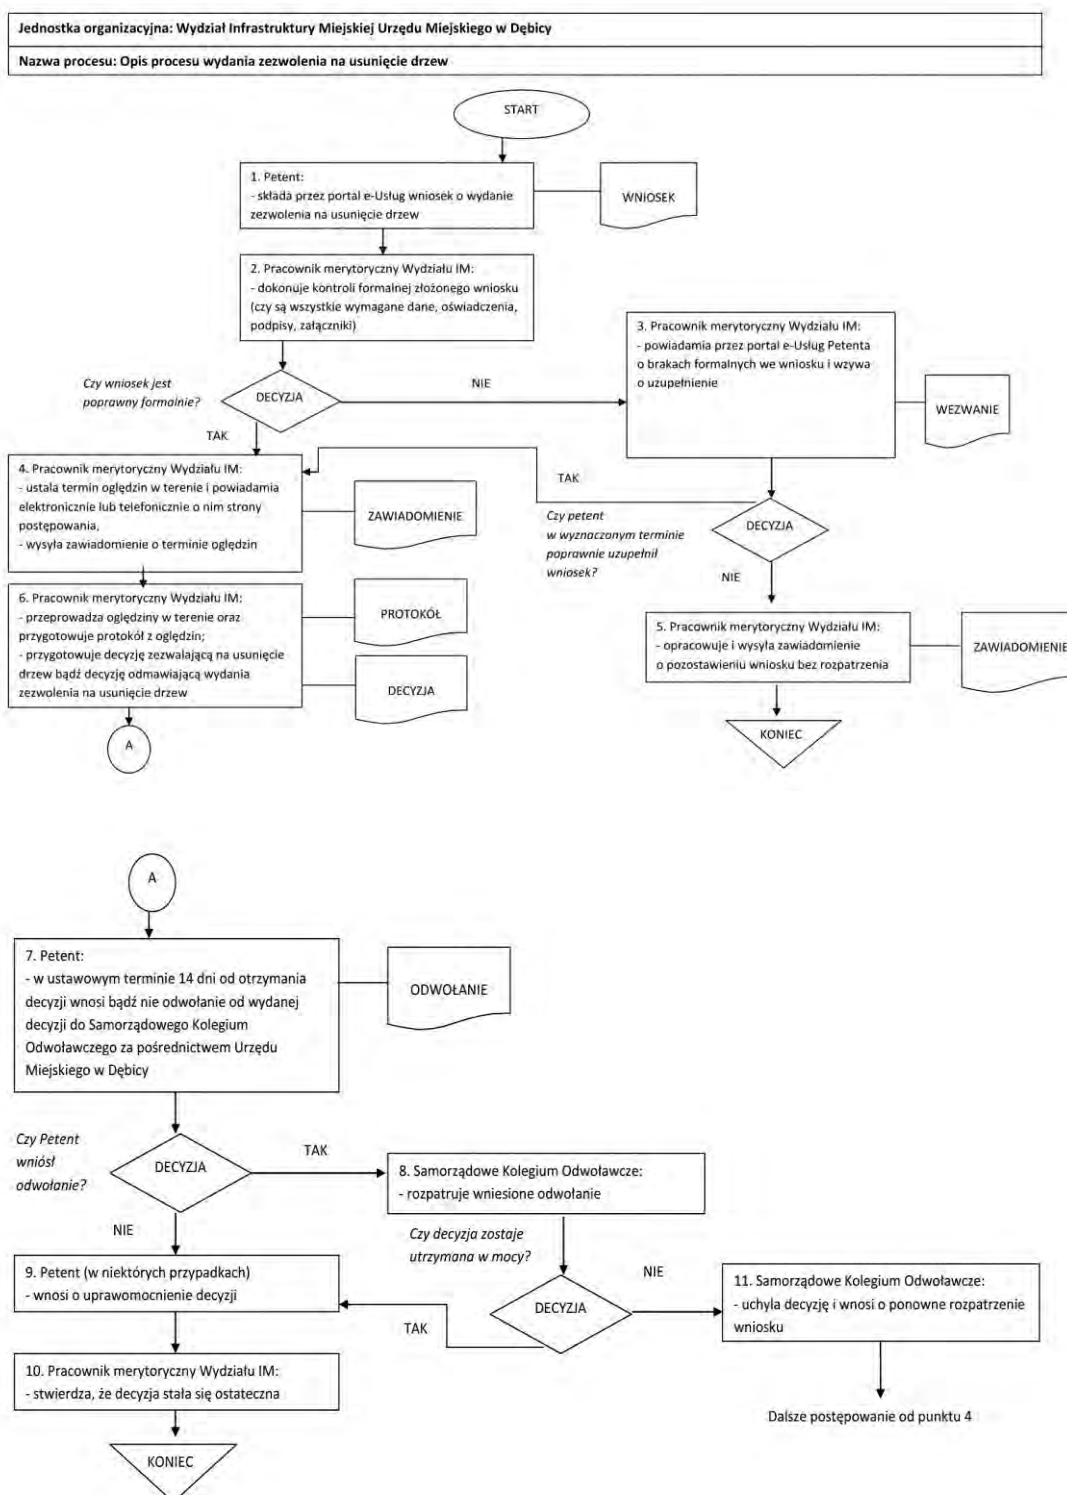 Jednostka organizacyjna: Wydział Infrastruktury Miejskiej Urzędu Miejskiego w Dębicy
Nazwa procesu: Opis procesu wydania zezwolenia na usunięcie drzew
START
1. Petent:
- składa przez portal e-Usług wniosek o wydanie
zezwolenia na usunięcie drzew
WNIOSEK
2. Pracownik merytoryczny Wydziału IM:
- dokonuje kontroli formalnej złożonego wniosku
(czy są wszystkie wymagane dane, oświadczenia,
podpisy, załączniki)
3. Pracownik merytoryczny Wydziału IM:
- powiadamia przez portal e-Usług Petenta
o brakach formalnych we wniosku i wzywa
o uzupełnienie
WEZWANIE
Czy wniosek jest
poprawny formalnie?
DECYZJA
NIE
TAK
4. Pracownik merytoryczny Wydziału IM:
- ustala termin oględzin w terenie i powiadamia
elektronicznie lub telefonicznie o nim strony
postępowania,
- wysyła zawiadomienie o terminie oględzin
ZAWIADOMIENIE
TAK
Czy petent
w wyznaczonym terminie
poprawnie uzupełnił
wniosek?
DECYZJA
NIE
6. Pracownik merytoryczny Wydziału IM:
- przeprowadza oględziny w terenie oraz
przygotowuje protokół z oględzin;
- przygotowuje decyzję zezwalającą na usunięcie
drzew bądź decyzję odmawiającą wydania
zezwolenia na usunięcie drzew
PROTOKÓŁ
DECYZJA
5. Pracownik merytoryczny Wydziału IM:
- opracowuje i wysyła zawiadomienie
o pozostawieniu wniosku bez rozpatrzenia
ZAWIADOMIENIE
KONIEC
A
A
7. Petent:
- w ustawowym terminie 14 dni od otrzymania
decyzji wnosi bądź nie odwołanie od wydanej
decyzji do Samorządowego Kolegium
Odwoławczego za pośrednictwem Urzędu
Miejskiego w Dębicy
ODWOŁANIE
Czy Petent
wniósł
odwołanie?
DECYZJA
TAK
NIE
8. Samorządowe Kolegium Odwoławcze:
- rozpatruje wniesione odwołanie
Czy decyzja zostaje
utrzymana w mocy?
DECYZJA
NIE
TAK
9. Petent (w niektórych przypadkach)
- wnosi o uprawomocnienie decyzji
11. Samorządowe Kolegium Odwoławcze:
- uchyla decyzję i wnosi o ponowne rozpatrzenie
wniosku
10. Pracownik merytoryczny Wydziału IM:
- stwierdza, że decyzja stała się ostateczna
Dalsze postępowanie od punktu 4
KONIEC